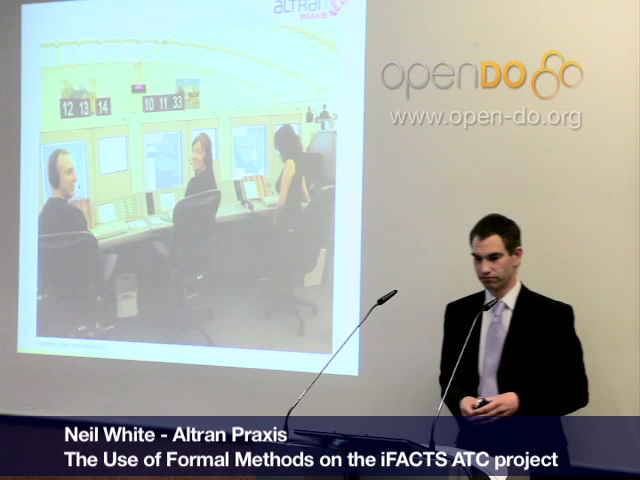 altran
PRAXIS
12 13 14
10 11 33
openDO
www.open-do.org
Neil White - Altran Praxis
The Use of Formal Methods on the iFACTS ATC project